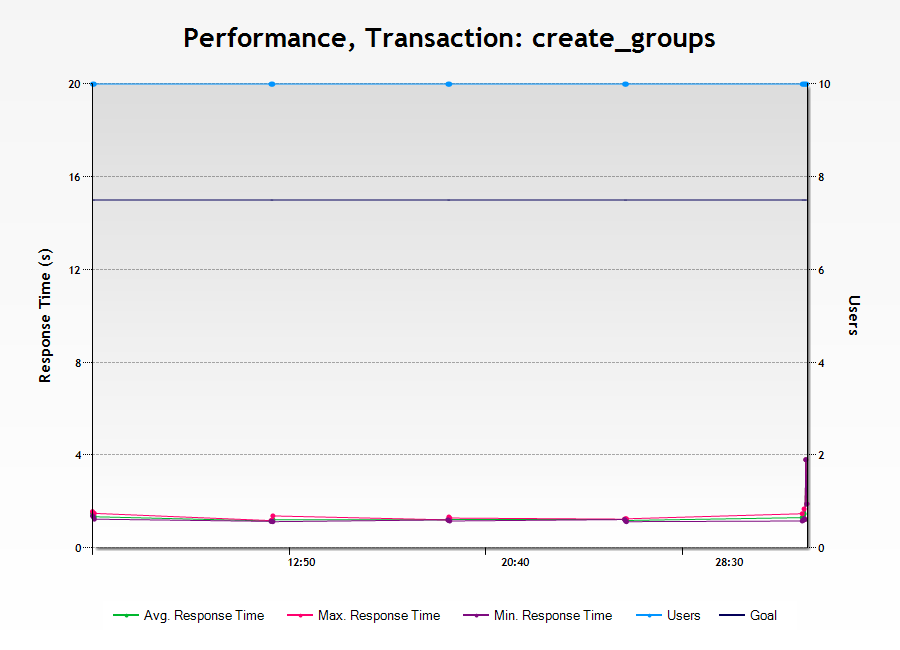 Performance, Transaction: create_groups
20
10
16
8
12
6
8
4
4
2
0
0
Response Time (s)
Users
12:50
20:40
28:30
Avg. Response Time
Max. Response Time
Min. Response Time
Users
Goal